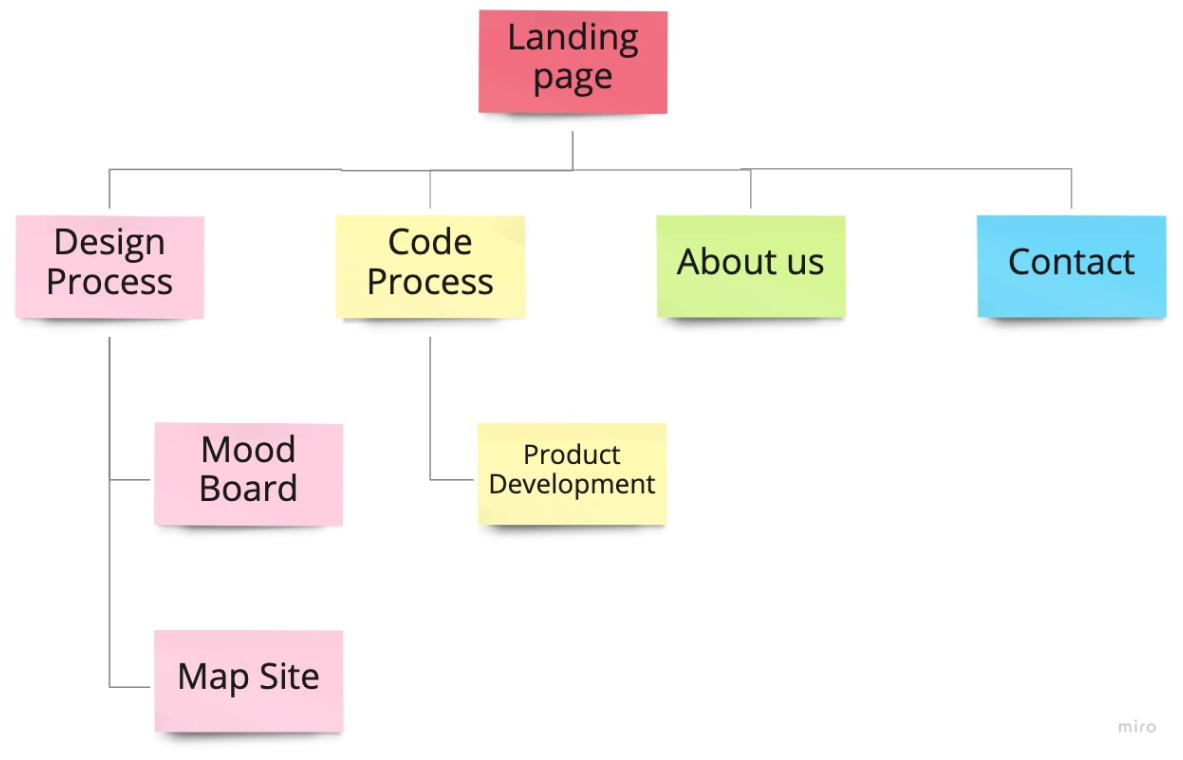 Landing
page
Design
Process
Code
Process
About us
Contact
Mood
Board
Product
Development
Map Site
miro